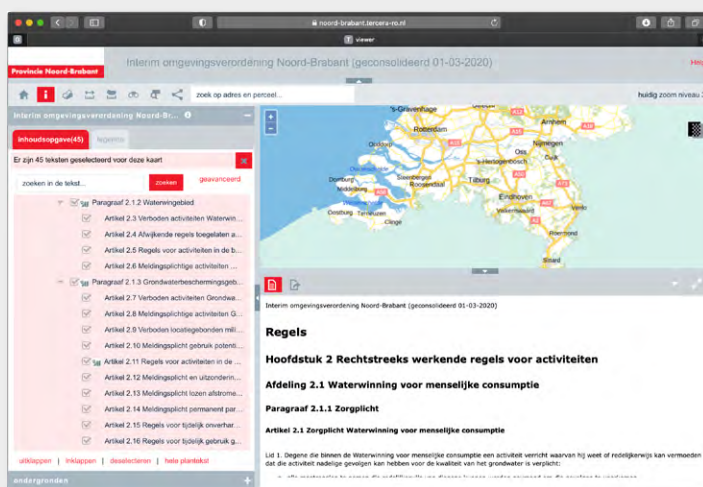 noord-brabant.tercera-ro.nl
viewer
Provincie Noord-Brabant
Interim omgevingsverordening Noord-Brabant (geconsolideerd 01-03-2020)
zoek op adres en perceel...
huidig zoom niveau
Interim omgevingsverordening Noord-Br...
Inhoudsopgave(45)
Er zijn 45 teksten geselecteerd voor deze kaart
zoeken in de tekst...
zoeken
geavanceerd
Paragraaf 2.1.2 Waterwingebied
Artikel 2.3 Verboden activiteiten Waterwin...
Artikel 2.4 Afwijkende regels toegelaten a...
Artikel 2.5 Regels voor activiteiten in de b...
Artikel 2.6 Meldingsplichtige activiteiten ...
Paragraaf 2.1.3 Grondwaterbeschermingsgeb...
Artikel 2.7 Verboden activiteiten Grondwa...
Artikel 2.8 Meldingsplichtige activiteiten G...
Artikel 2.9 Verboden locatiegebonden mili...
Artikel 2.10 Meldingsplicht gebruik potenti...
Artikel 2.11 Regels voor activiteiten in de ...
Artikel 2.12 Meldingsplicht en uitzonderin...
Artikel 2.13 Meldingsplicht lozen afstrome...
Artikel 2.14 Meldingsplicht permanent par...
Artikel 2.15 Regels voor tijdelijk onverhar...
Artikel 2.16 Regels voor tijdelijk gebruik g...
uitklappen | inklappen | deselecteren | hele plantekst
ondergronden
's-Gravenhage
Rotterdam
Arnhem
Nijmegen
Oss
's-Hertogenbosch
Goch
Ouddorp
Domburg
Middelburg
Steenbergen
Roosendaal
Tilburg
Eindhoven
Valkenswaard
Venlo
Oostburg
Terneuzen
Clinge
Roermond
Sittard
Interim omgevingsverordening Noord-Brabant (geconsolideerd 01-03-2020)
Regels
Hoofdstuk 2 Rechtstreeks werkende regels voor activiteiten
Afdeling 2.1 Waterwinning voor menselijke consumptie
Paragraaf 2.1.1 Zorgplicht
Artikel 2.1 Zorgplicht Waterwinning voor menselijke consumptie
Lid 1. Degene die binnen de Waterwinning voor menselijke consumptie een activiteit verricht waarvan hij weet of redelijkerwijs kan vermoeden
dat die activiteit nadelige gevolgen kan hebben voor de kwaliteit van het grondwater is verplicht: